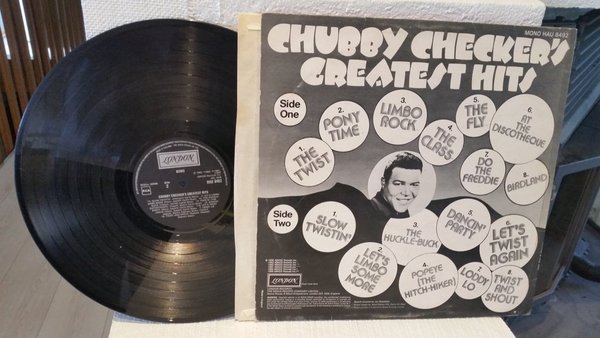 MONO HAU 8492
CHUBBY CHECKER'S
GREATEST HITS
Side
One
1.
THE
TWIST
2.
PONY
TIME
3.
LIMBO
ROCK
4.
THE
CLASS
5.
THE
FLY
6.
AT
THE
DISCOTHEQUE
7.
DO
THE
FREDDIE
8.
BIRDLAND
Side
Two
1.
SLOW
TWISTIN'
2.
LET'S
LIMBO
SOME
MORE
3.
THE
HUCKLE-BUCK
4.
POPEYE
(THE
HITCH-HIKER)
5.
DANCIN'
PARTY
6.
LET'S
TWIST
AGAIN
7.
LODDY
LO
8.
TWIST
AND
SHOUT
LONDON
LONDON
MONO
CHUBBY CHECKER'S GREATEST HITS